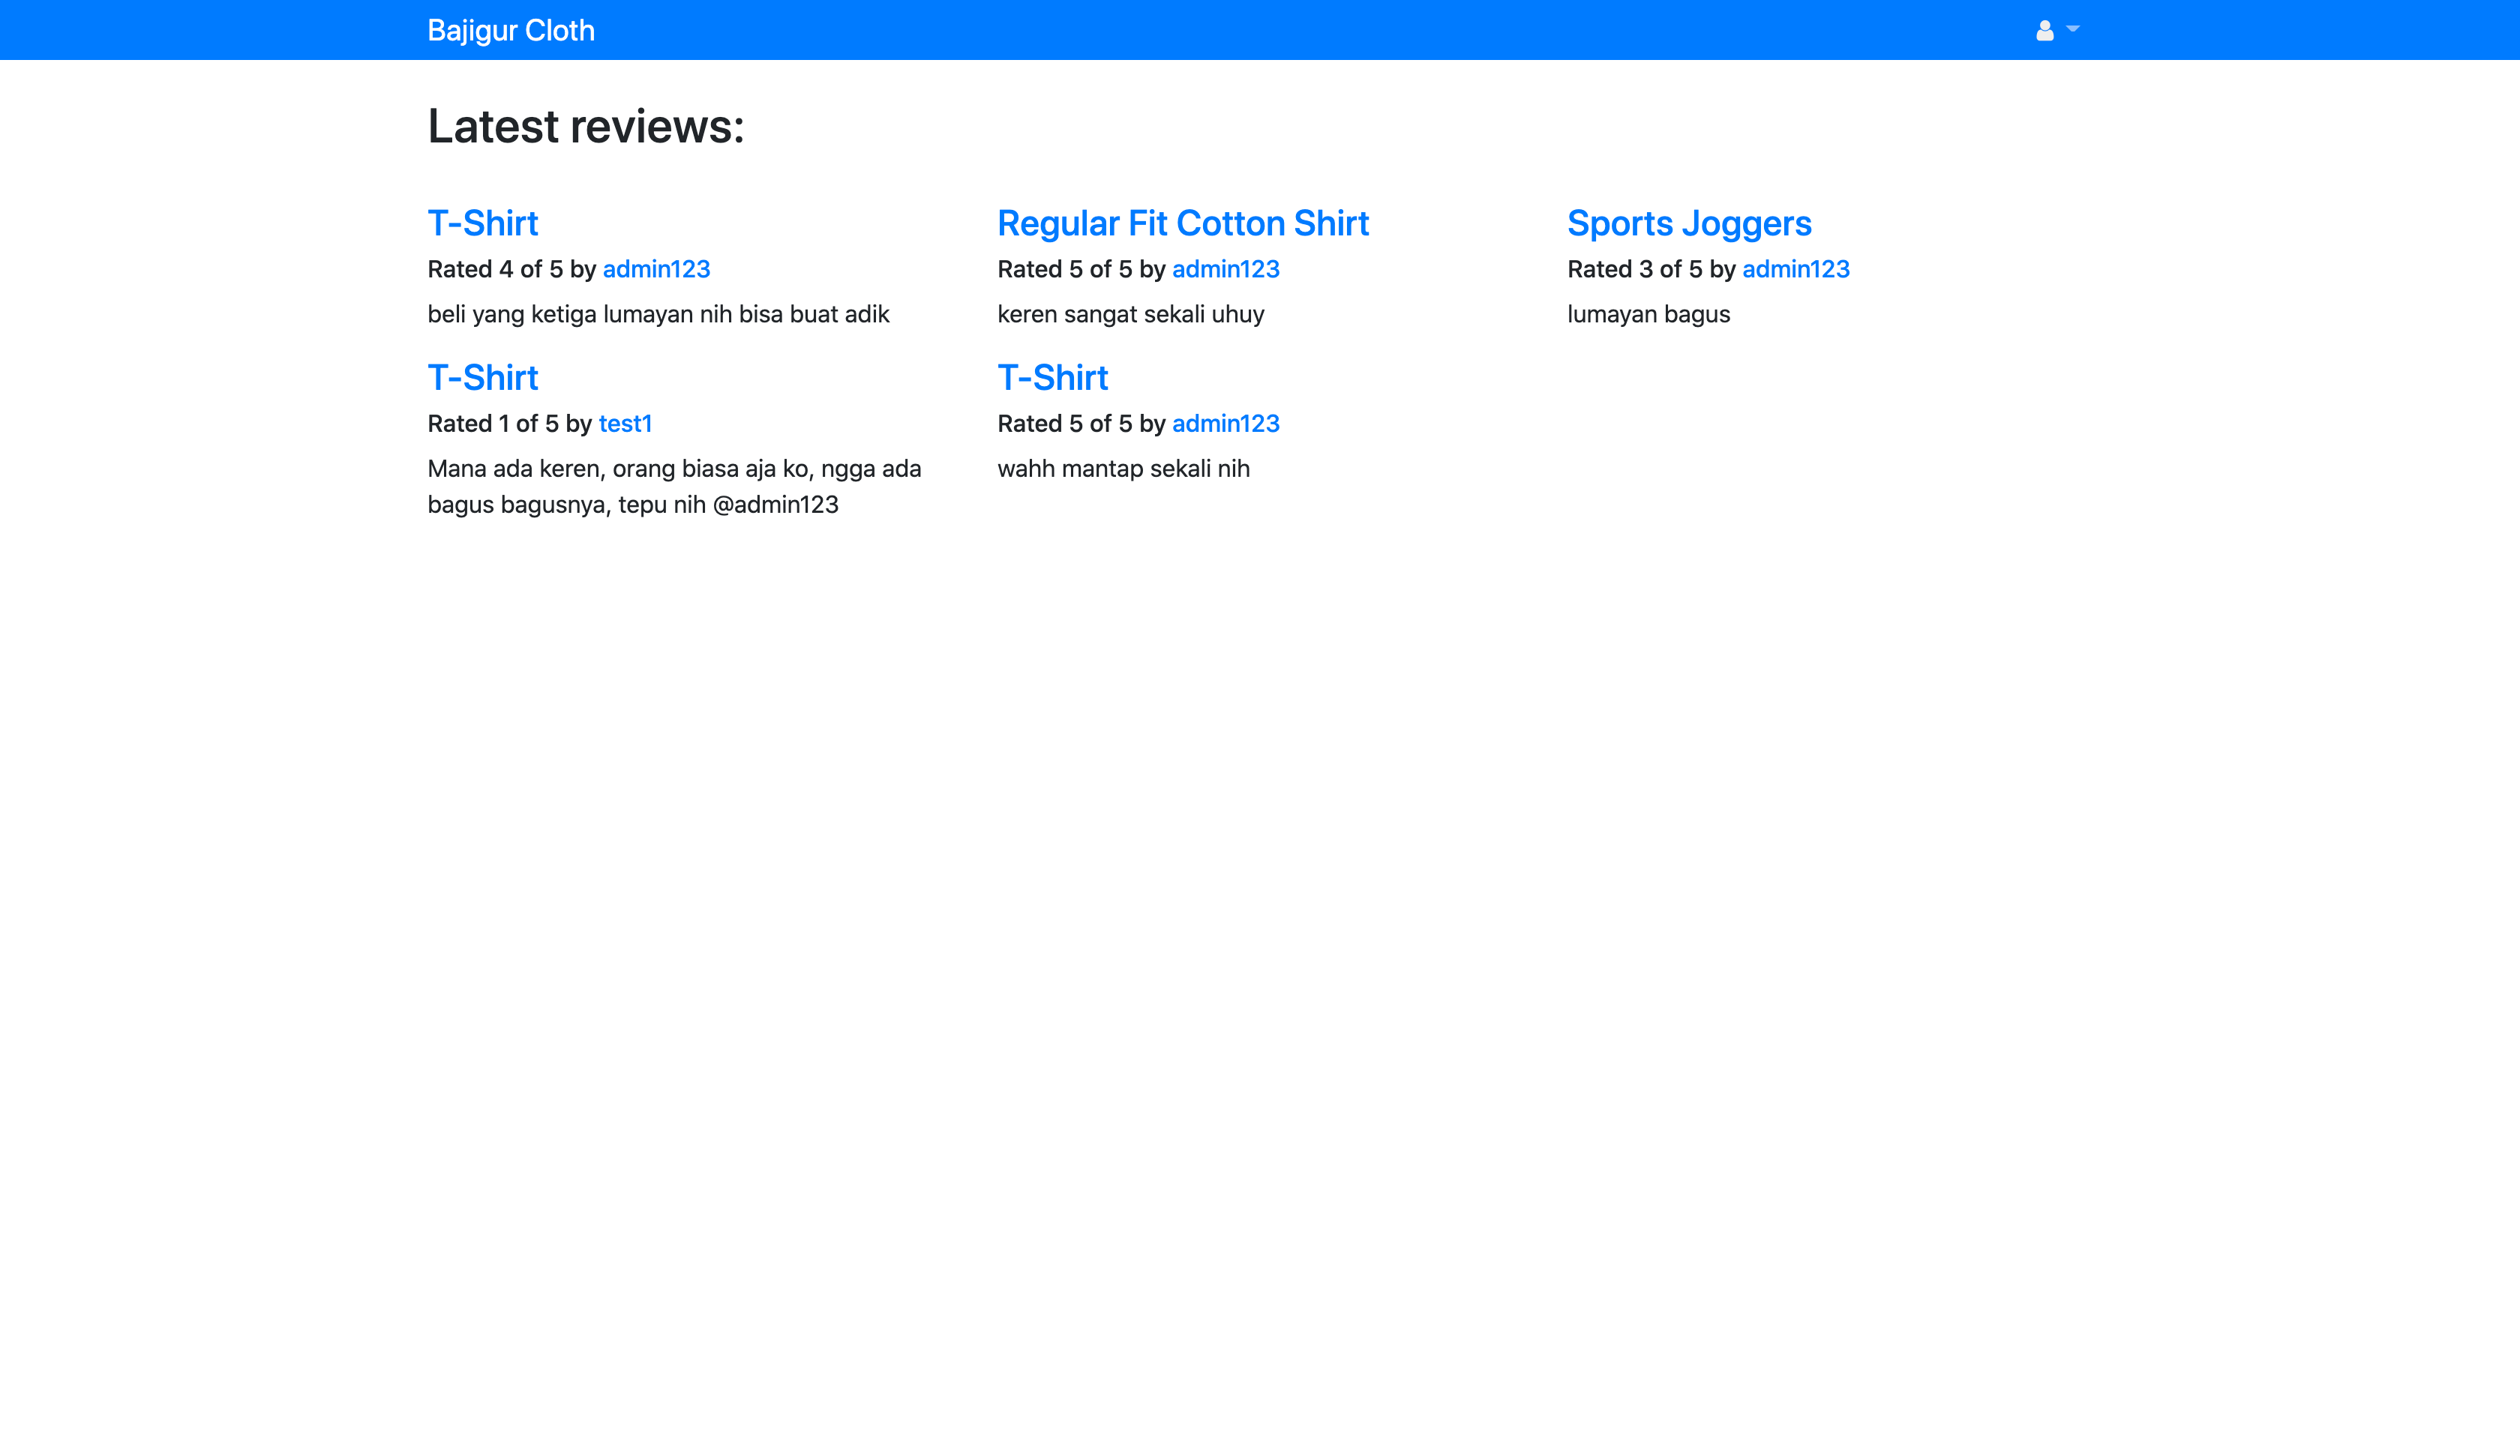 Bajigur Cloth
Latest reviews:
T-Shirt
Rated 4 of 5 by admin123
beli yang ketiga lumayan nih bisa buat adik
Regular Fit Cotton Shirt
Rated 5 of 5 by admin123
keren sangat sekali uhuy
Sports Joggers
Rated 3 of 5 by admin123
lumayan bagus
T-Shirt
Rated 1 of 5 by test1
Mana ada keren, orang biasa aja ko, ngga ada
bagus bagusnya, tepu nih @admin123
T-Shirt
Rated 5 of 5 by admin123
wahh mantap sekali nih